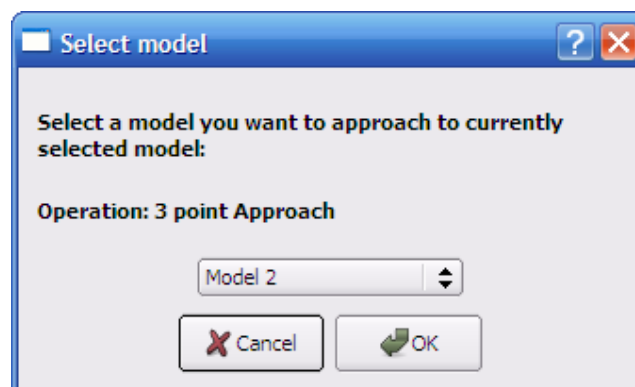 Select model
?
Select a model you want to approach to currently
selected model:
Operation: 3 point Approach
Model 2
Cancel
OK